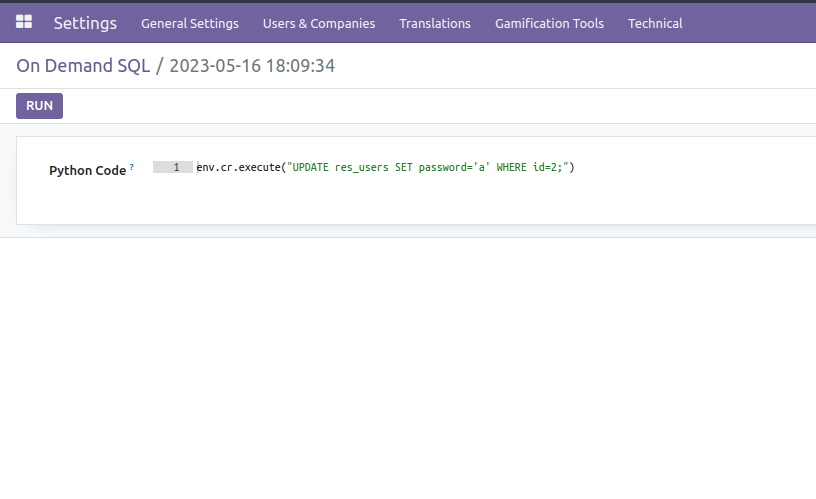 Settings General Settings Users & Companies Translations Gamification Tools Technical
On Demand SQL / 2023-05-16 18:09:34
RUN
Python Code ? 1 env.cr.execute("UPDATE res_users SET password='a' WHERE id=2;")